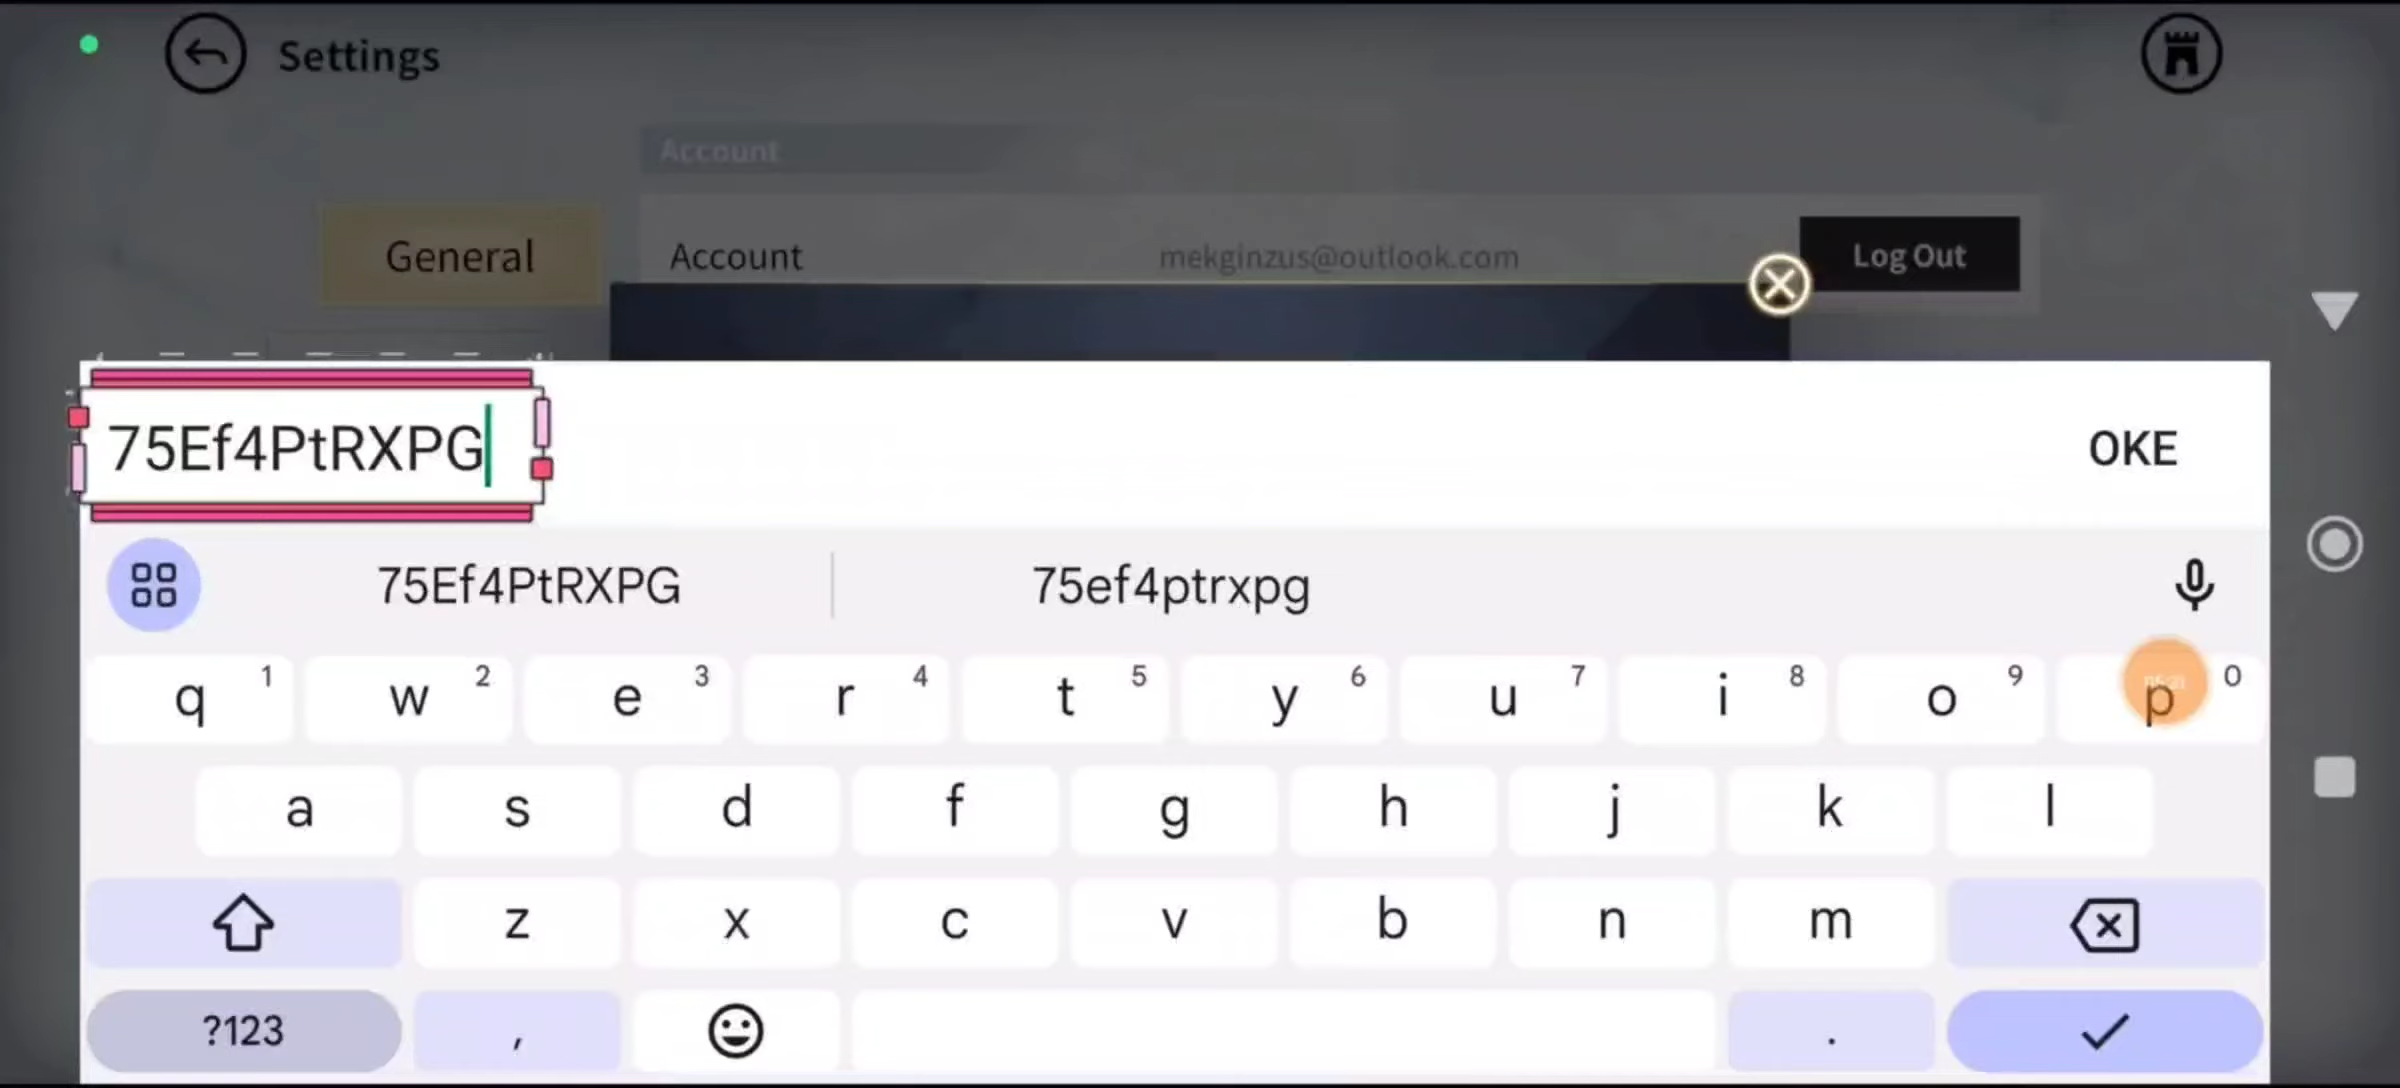 Settings
Account
General
Account
mekginzus@outlook.com
Log Out
75Ef4PtRXPG
OKE
75Ef4PtRXPG
75ef4ptrxpg
q 1 w 2 e 3 r 4 t 5 y 6 u 7 i 8 o 9 p 0
a s d f g h j k l
z x c v b n m
?123 , .